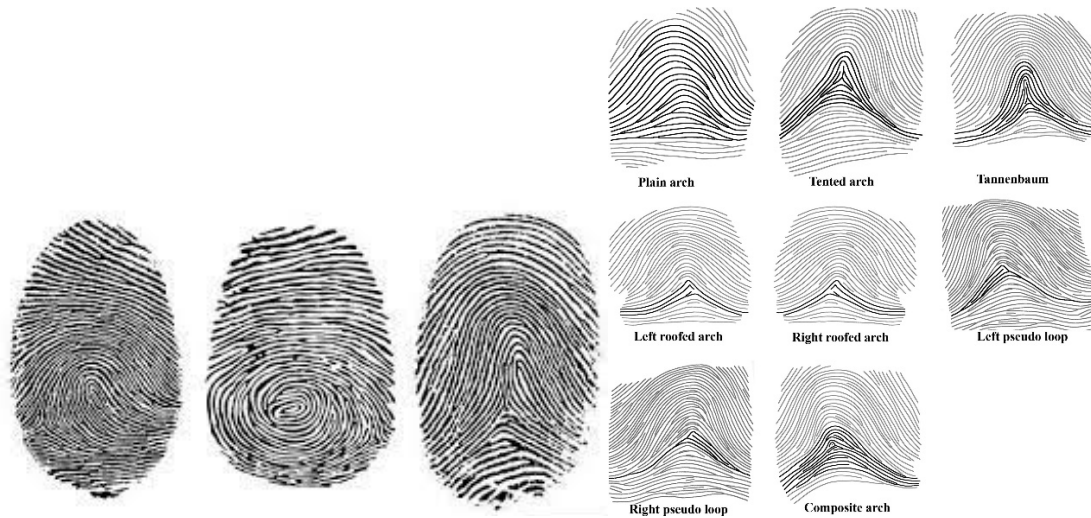 Plain arch
Tented arch
Tannenbaum
Left roofed arch
Right roofed arch
Left pseudo loop
Right pseudo loop
Composite arch